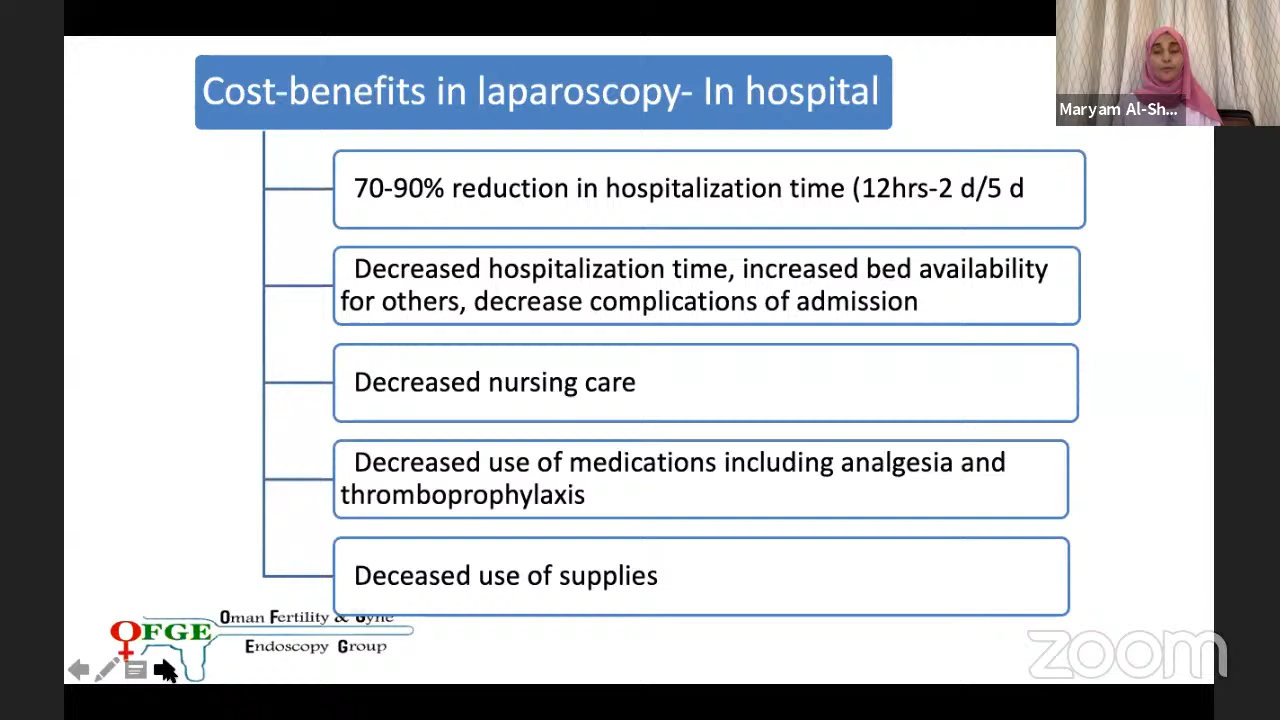 Cost-benefits in laparoscopy- In hospital
Maryam Al-Sh...
70-90% reduction in hospitalization time (12hrs-2 d/5 d
Decreased hospitalization time, increased bed availability
for others, decrease complications of admission
Decreased nursing care
Decreased use of medications including analgesia and
thromboprophylaxis
Deceased use of supplies
OFGE
Oman Fertility & Gyne
Endoscopy Group
zoom